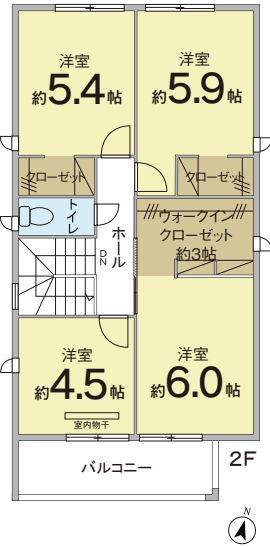 洋室
約5.4帖
洋室
約5.9帖
クローゼット
クローゼット
トイレ
ホール
DN
ウォークイン
クローゼット
約3帖
洋室
約4.5帖
室内物干
洋室
約6.0帖
バルコニー
2F
N